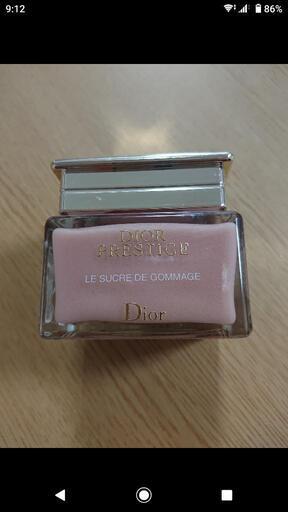 9:12
86%
DIOR
PRESTIGE
LE SUCRE DE GOMMAGE
Dior